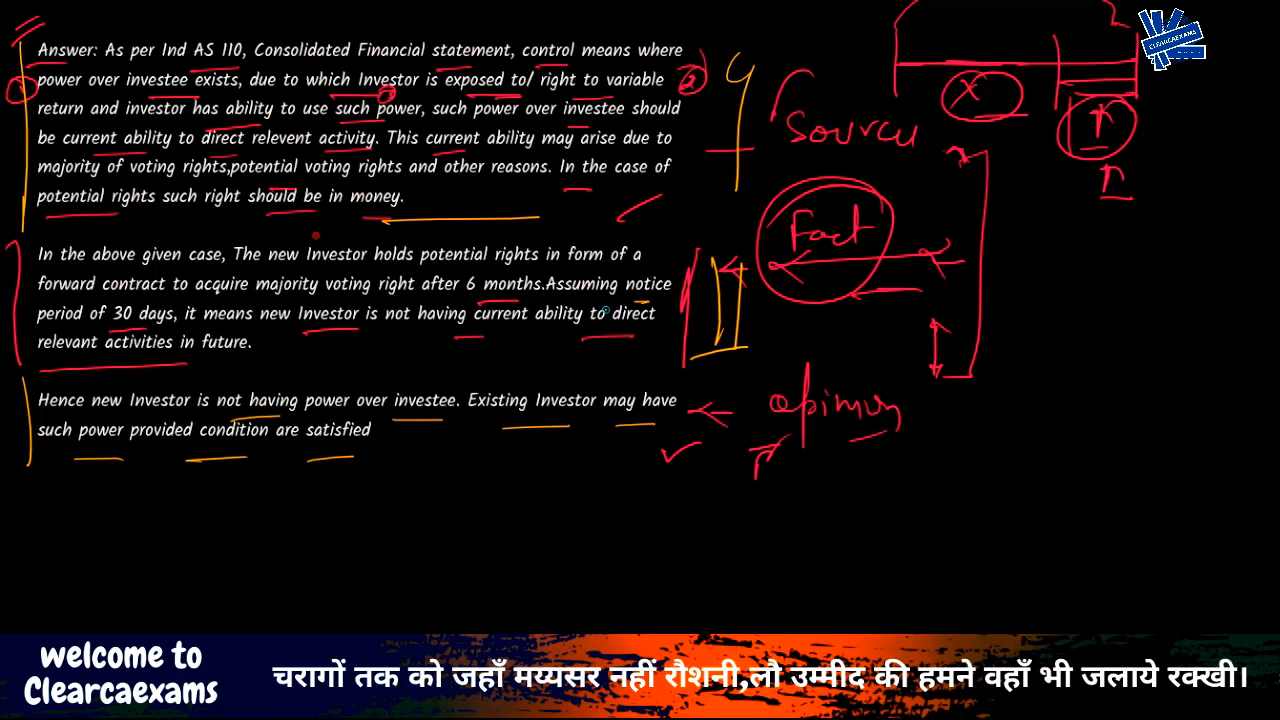 Answer: As per Ind AS 110, Consolidated Financial statement, control means where
power over investee exists, due to which Investor is exposed to/ right to variable
return and investor has ability to use such power, such power over investee should
be current ability to direct relevent activity. This current ability may arise due to
majority of voting rights,potential voting rights and other reasons. In the case of
potential rights such right should be in money.
In the above given case, The new Investor holds potential rights in form of a
forward contract to acquire majority voting right after 6 months.Assuming notice
period of 30 days, it means new Investor is not having current ability to direct
relevant activities in future.
Hence new Investor is not having power over investee. Existing Investor may have
such power provided condition are satisfied
Source
Fact
opinion
X
CLEARCAEXAMS
welcome to
Clearcaexams
चरागों तक को जहाँ मय्यसर नहीं रौशनी,लौ उम्मीद की हमने वहाँ भी जलाये रक्खी।